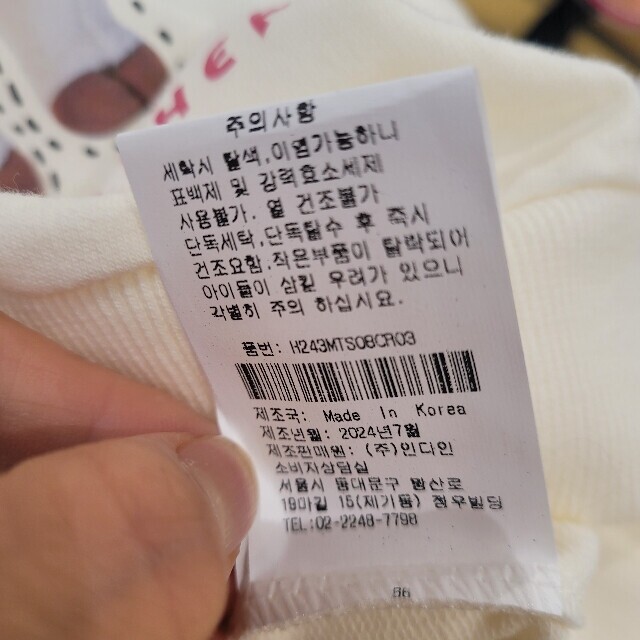 HET
주의사항
세탁시 탈색,이염가능하니
표백제 및 강력효소세제
사용불가. 열 건조불가
단독세탁,단독탈수 후 즉시
건조요함,작은부품이 탈락되어
아이들이 삼킬 우려가 있으니
각별히 주의 하십시요.
품번: H243MTS08CR03
제조국: Made In Korea
제조년월: 2024년7월
제조판매원: (주)인디안
소비자상담실
서울시 동대문구 왕산로
19마길 15(제기동) 청우빌딩
TEL:02-2248-7798
86